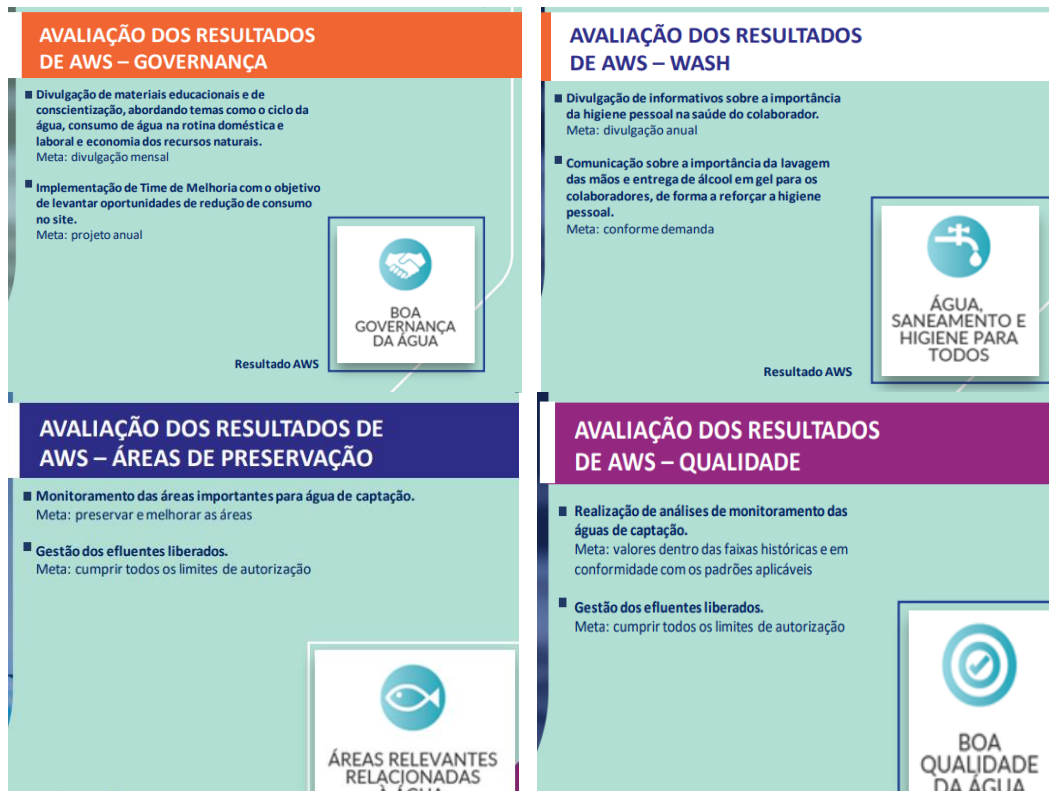 AVALIAÇÃO DOS RESULTADOS
DE AWS – GOVERNANÇA
Divulgação de materiais educacionais e de
conscientização, abordando temas como o ciclo da
água, consumo de água na rotina doméstica e
laboral e economia dos recursos naturais.
Meta: divulgação mensal
Implementação de Time de Melhoria com o objetivo
de levantar oportunidades de redução de consumo
no site.
Meta: projeto anual
BOA
GOVERNANÇA
DA ÁGUA
Resultado AWS
AVALIAÇÃO DOS RESULTADOS
DE AWS – WASH
Divulgação de informativos sobre a importância
da higiene pessoal na saúde do colaborador.
Meta: divulgação anual
Comunicação sobre a importância da lavagem
das mãos e entrega de álcool em gel para os
colaboradores, de forma a reforçar a higiene
pessoal.
Meta: conforme demanda
ÁGUA,
SANEAMENTO E
HIGIENE PARA
TODOS
Resultado AWS
AVALIAÇÃO DOS RESULTADOS DE
AWS – ÁREAS DE PRESERVAÇÃO
Monitoramento das áreas importantes para água de captação.
Meta: preservar e melhorar as áreas
Gestão dos efluentes liberados.
Meta: cumprir todos os limites de autorização
ÁREAS RELEVANTES
RELACIONADAS
À ÁGUA
AVALIAÇÃO DOS RESULTADOS
DE AWS – QUALIDADE
Realização de análises de monitoramento das
águas de captação.
Meta: valores dentro das faixas históricas e em
conformidade com os padrões aplicáveis
Gestão dos efluentes liberados.
Meta: cumprir todos os limites de autorização
BOA
QUALIDADE
DA ÁGUA